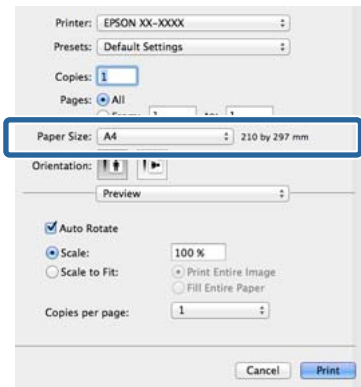 Printer: EPSON XX-XXXX
Presets: Default Settings
Copies: 1
Pages: All
Paper Size: A4 210 by 297 mm
Orientation:
Preview
Auto Rotate
Scale: 100 %
Scale to Fit: Print Entire Image
Fill Entire Paper
Copies per page: 1
Cancel Print